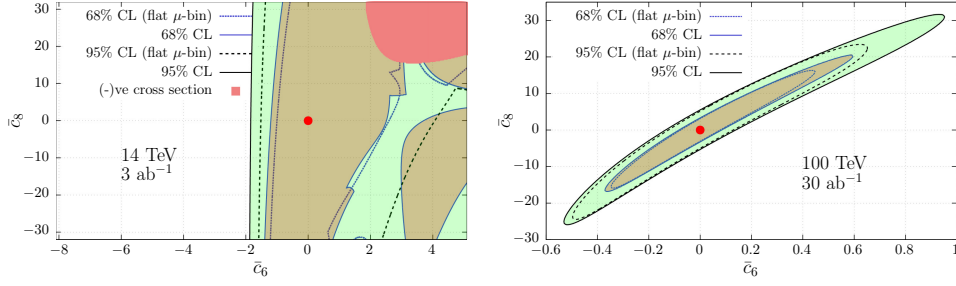 68% CL (flat μ-bin)
68% CL
95% CL (flat μ-bin)
95% CL
(-)ve cross section
14 TeV
3 ab⁻¹
c̄₈
30
20
10
0
−10
−20
−30
−8
−6
−4
−2
0
2
4
c̄₆
68% CL (flat μ-bin)
68% CL
95% CL (flat μ-bin)
95% CL
100 TeV
30 ab⁻¹
c̄₈
30
20
10
0
−10
−20
−30
−0.6
−0.4
−0.2
0
0.2
0.4
0.6
0.8
1
c̄₆